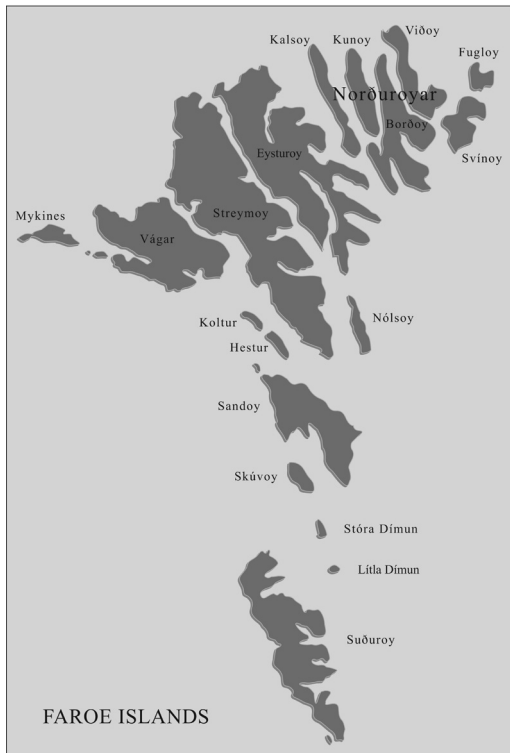 Viðoy
Kalsoy
Kunoy
Fugloy
Norðuroyar
Borðoy
Svínoy
Eysturoy
Streymoy
Mykines
Vágar
Koltur
Nólsoy
Hestur
Sandoy
Skúvoy
Stóra Dímun
Lítla Dímun
Suðuroy
FAROE ISLANDS